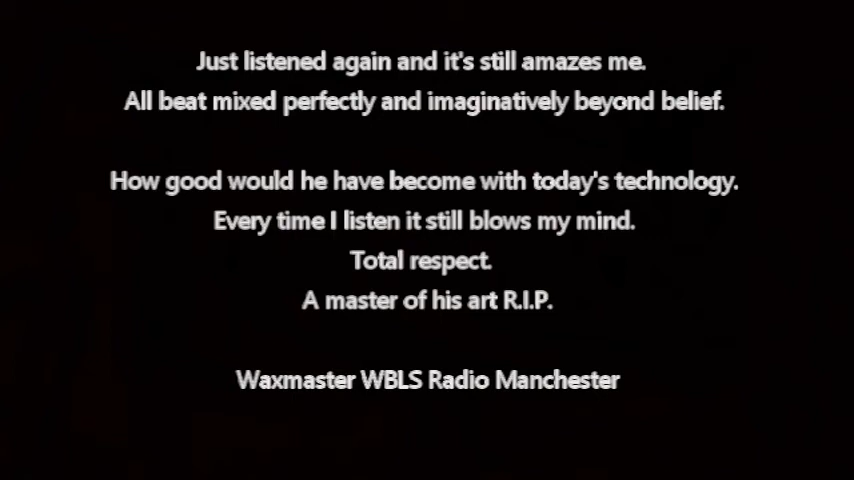 Just listened again and it's still amazes me.
All beat mixed perfectly and imaginatively beyond belief.
How good would he have become with today's technology.
Every time I listen it still blows my mind.
Total respect.
A master of his art R.I.P.
Waxmaster WBLS Radio Manchester